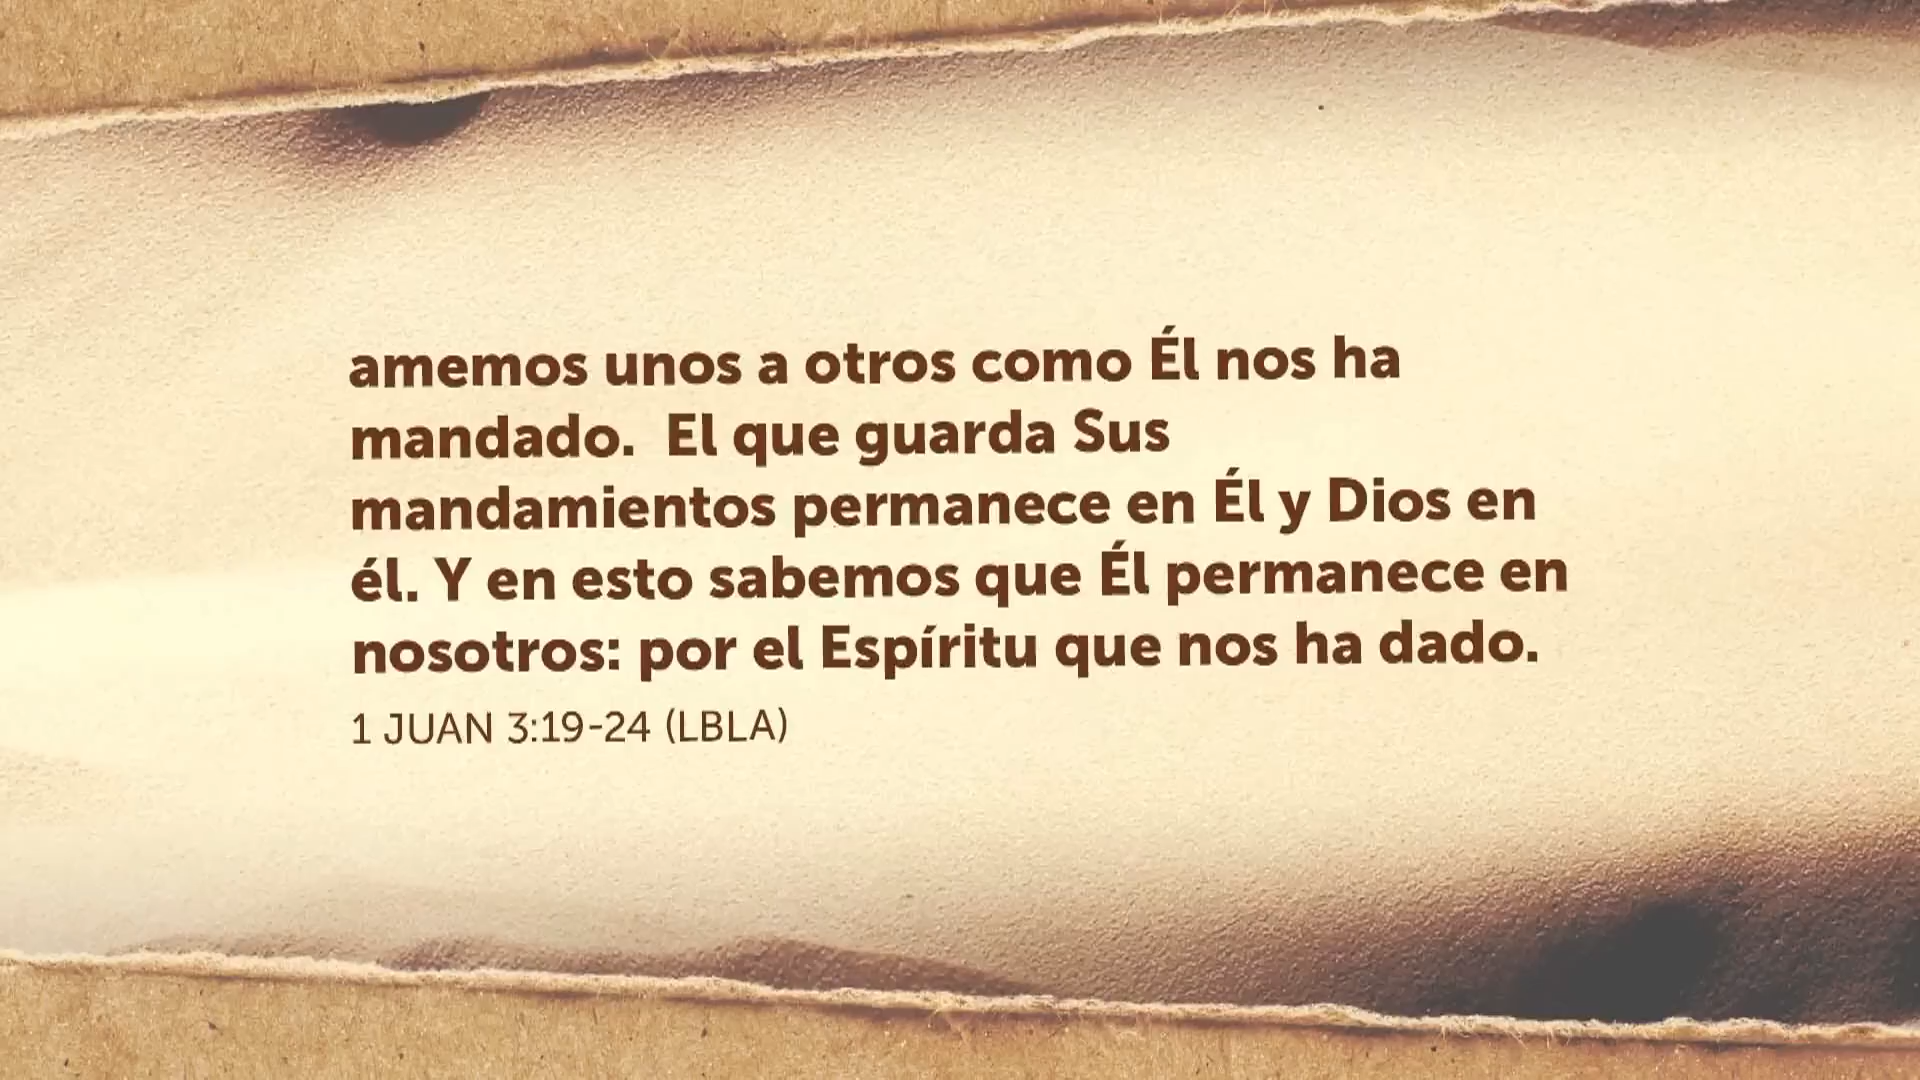 amemos unos a otros como Él nos ha
mandado.  El que guarda Sus
mandamientos permanece en Él y Dios en
él. Y en esto sabemos que Él permanece en
nosotros: por el Espíritu que nos ha dado.
1 JUAN 3:19-24 (LBLA)